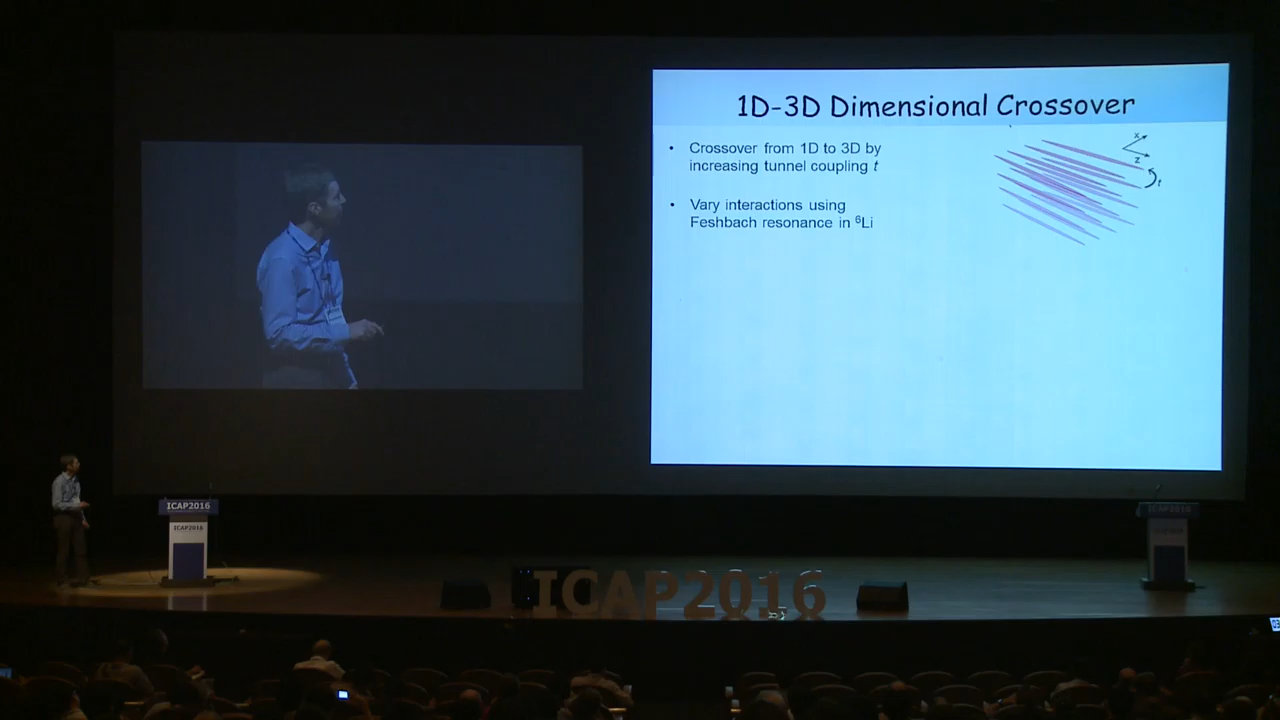 1D-3D Dimensional Crossover
• Crossover from 1D to 3D by
increasing tunnel coupling t
• Vary interactions using
Feshbach resonance in ⁶Li
x
z
t
ICAP2016
ICAP2016
ICAP2016
ICAP2016